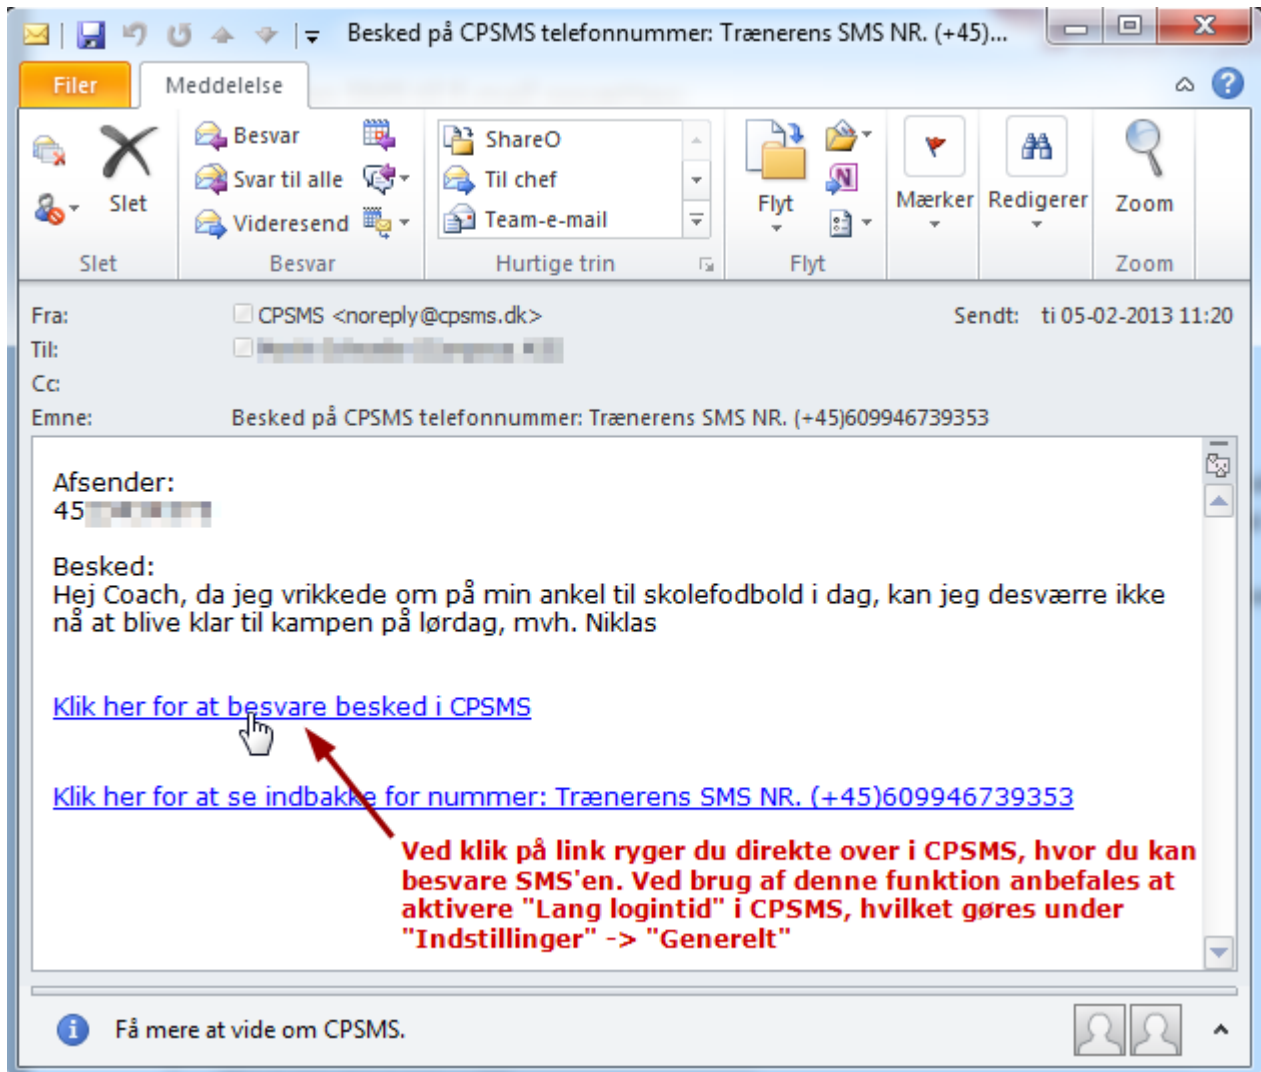 Besked på CPSMS telefonnummer: Trænerens SMS NR. (+45)...
Filer
Meddelelse
Slet
Besvar
Svar til alle
Videresend
ShareO
Til chef
Team-e-mail
Flyt
Mærker
Redigerer
Zoom
Slet
Besvar
Hurtige trin
Flyt
Zoom
Fra: CPSMS <noreply@cpsms.dk> Sendt: ti 05-02-2013 11:20
Til:
Cc:
Emne: Besked på CPSMS telefonnummer: Trænerens SMS NR. (+45)609946739353
Afsender:
45
Besked:
Hej Coach, da jeg vrikkede om på min ankel til skolefodbold i dag, kan jeg desværre ikke
nå at blive klar til kampen på lørdag, mvh. Niklas
Klik her for at besvare besked i CPSMS
Klik her for at se indbakke for nummer: Trænerens SMS NR. (+45)609946739353
Ved klik på link ryger du direkte over i CPSMS, hvor du kan
besvare SMS'en. Ved brug af denne funktion anbefales at
aktivere "Lang logintid" i CPSMS, hvilket gøres under
"Indstillinger" -> "Generelt"
Få mere at vide om CPSMS.